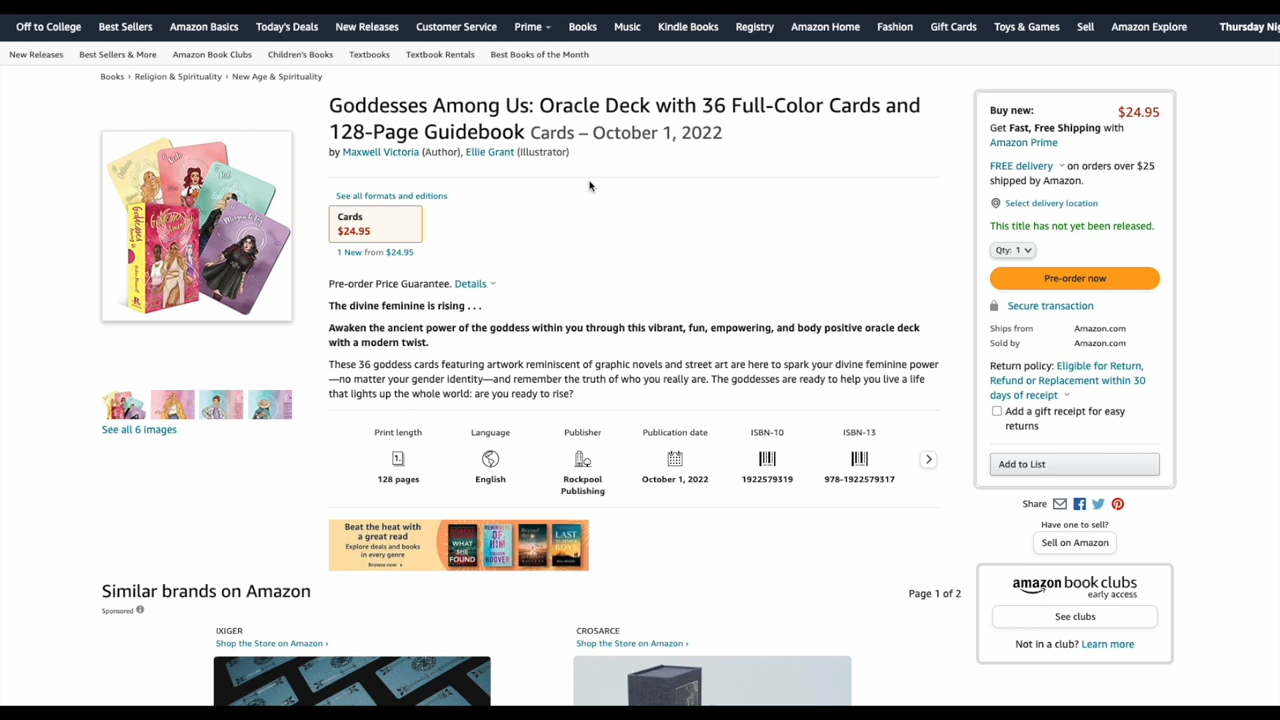 Off to College Best Sellers Amazon Basics Today's Deals New Releases Customer Service Prime Books Music Kindle Books Registry Amazon Home Fashion Gift Cards Toys & Games Sell Amazon Explore Thursday
New Releases Best Sellers & More Amazon Book Clubs Children's Books Textbooks Textbook Rentals Best Books of the Month
Books › Religion & Spirituality › New Age & Spirituality
Goddesses Among Us: Oracle Deck with 36 Full-Color Cards and
128-Page Guidebook Cards – October 1, 2022
by Maxwell Victoria (Author), Ellie Grant (Illustrator)
See all formats and editions
Cards
$24.95
1 New from $24.95
Pre-order Price Guarantee. Details
The divine feminine is rising . . .
Awaken the ancient power of the goddess within you through this vibrant, fun, empowering, and body positive oracle deck
with a modern twist.
These 36 goddess cards featuring artwork reminiscent of graphic novels and street art are here to spark your divine feminine power
—no matter your gender identity—and remember the truth of who you really are. The goddesses are ready to help you live a life
that lights up the whole world: are you ready to rise?
See all 6 images
Print length Language Publisher Publication date ISBN-10 ISBN-13
128 pages English Rockpool October 1, 2022 1922579319 978-1922579317
Publishing
Beat the heat with
a great read
Explore deals and books
in every genre
Browse now
WHAT SHE FOUND
REMINDERS OF HIM
LAST SUMMER BOYS
Similar brands on Amazon
Page 1 of 2
Sponsored
IXIGER
Shop the Store on Amazon ›
CROSARCE
Shop the Store on Amazon ›
Buy new: $24.95
Get Fast, Free Shipping with
Amazon Prime
FREE delivery on orders over $25
shipped by Amazon.
Select delivery location
This title has not yet been released.
Qty: 1
Pre-order now
Secure transaction
Ships from Amazon.com
Sold by Amazon.com
Return policy: Eligible for Return,
Refund or Replacement within 30
days of receipt
Add a gift receipt for easy
returns
Add to List
Share
Have one to sell?
Sell on Amazon
amazon book clubs
early access
See clubs
Not in a club? Learn more